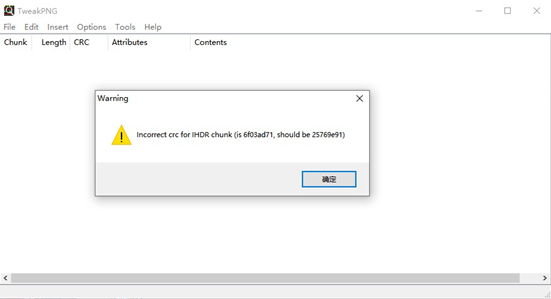 TweakPNG
File Edit Insert Options Tools Help
Chunk Length CRC Attributes Contents
Warning
Incorrect crc for IHDR chunk (is 6f03ad71, should be 25769e91)
确定